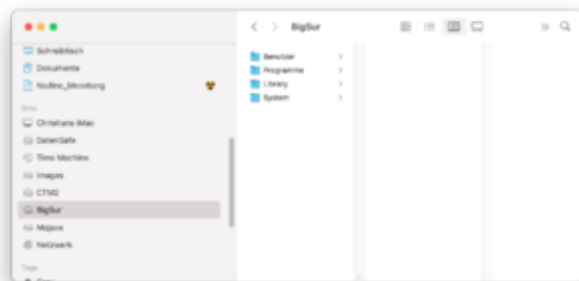 BigSur
Schreibtisch
Dokumente
Orte
Christians iMac
DatenSafe
Time Machine
Images
CTM2
BigSur
Mojave
Netzwerk
Tags
Benutzer
Programme
Library
System